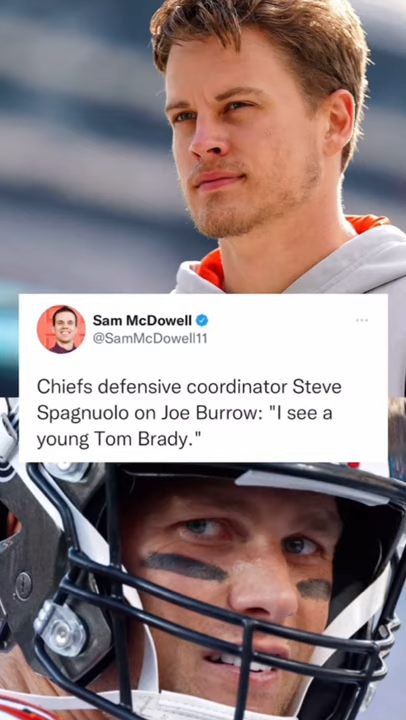 Sam McDowell
@SamMcDowell11
Chiefs defensive coordinator Steve
Spagnuolo on Joe Burrow: "I see a
young Tom Brady."